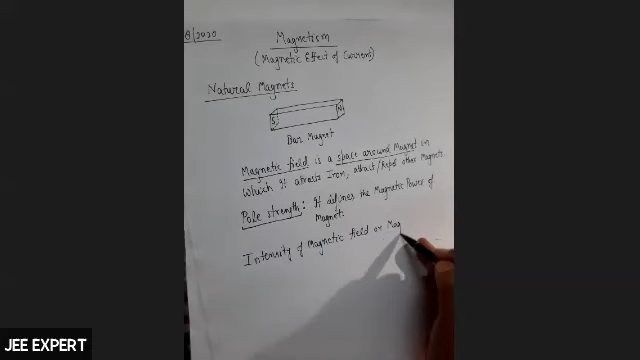 8/2020
Magnetism
(Magnetic Effect of Current)
Natural Magnets
S N
Bar Magnet
Magnetic field is a space around Magnet in
Which It attracts Iron, attract/Repel other Magnets.
Pole strength: It defines the Magnetic Power of
Magnet.
Intensity of Magnetic field or Mag
JEE EXPERT